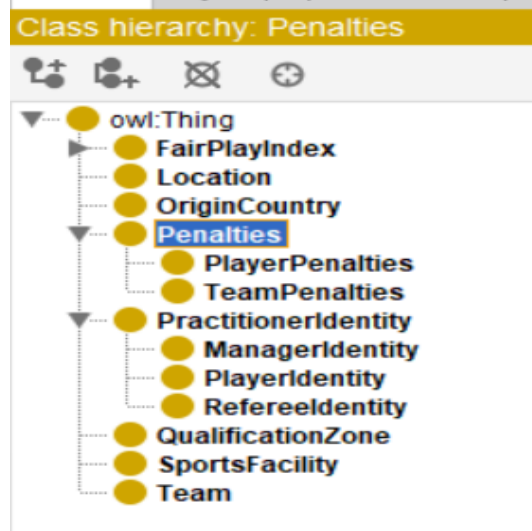 Class hierarchy: Penalties
owl:Thing
FairPlayIndex
Location
OriginCountry
Penalties
PlayerPenalties
TeamPenalties
PractitionerIdentity
ManagerIdentity
PlayerIdentity
RefereeIdentity
QualificationZone
SportsFacility
Team